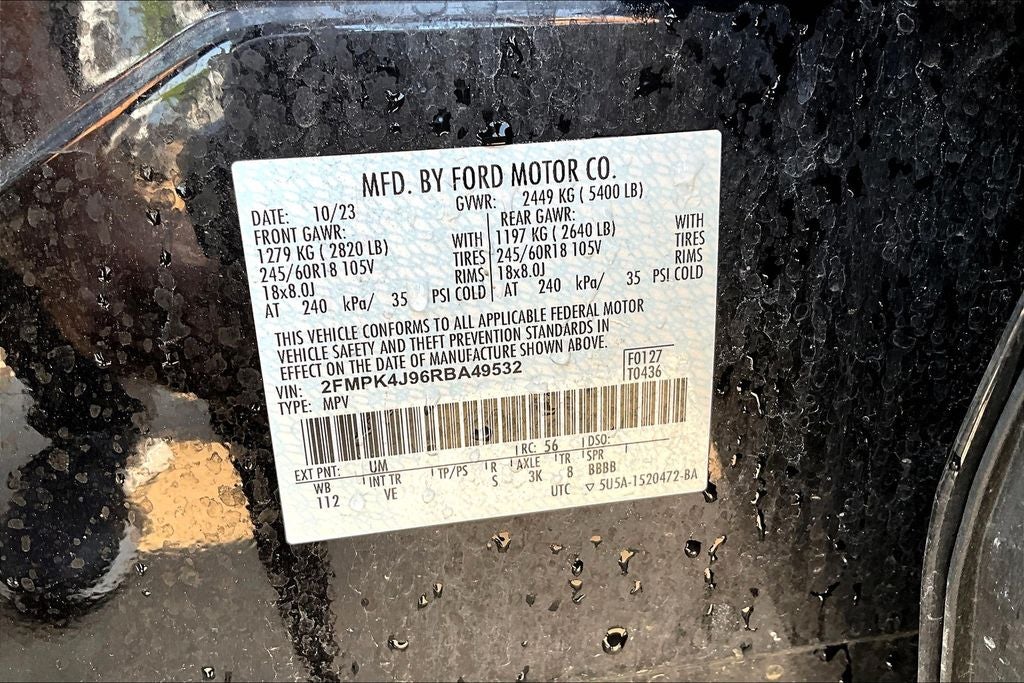 MFD. BY FORD MOTOR CO.
DATE: 10/23 GVWR: 2449 KG ( 5400 LB)
FRONT GAWR: REAR GAWR:
1279 KG ( 2820 LB) WITH 1197 KG ( 2640 LB) WITH
245/60R18 105V TIRES 245/60R18 105V TIRES
18x8.0J RIMS 18x8.0J RIMS
AT 240 kPa/ 35 PSI COLD AT 240 kPa/ 35 PSI COLD
THIS VEHICLE CONFORMS TO ALL APPLICABLE FEDERAL MOTOR
VEHICLE SAFETY AND THEFT PREVENTION STANDARDS IN
EFFECT ON THE DATE OF MANUFACTURE SHOWN ABOVE.
VIN: 2FMPK4J96RBA49532 F0127
TYPE: MPV T0436
EXT PNT: UM RC: 56 DSO:
WB INT TR TP/PS R AXLE TR SPR
112 VE S 3K 8 BBBB
UTC ▽ 5U5A-1520472-BA